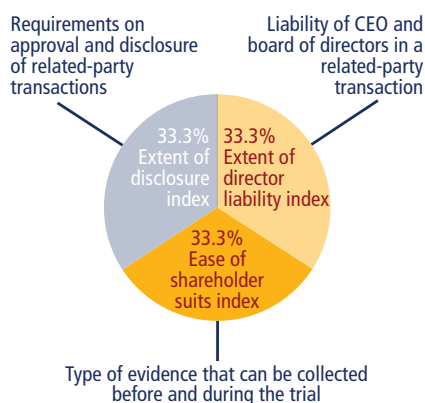 Requirements on
approval and disclosure
of related-party
transactions
Liability of CEO and
board of directors in a
related-party
transaction
33.3%
Extent of
disclosure
index
33.3%
Extent of
director
liability index
33.3%
Ease of
shareholder
suits index
Type of evidence that can be collected
before and during the trial